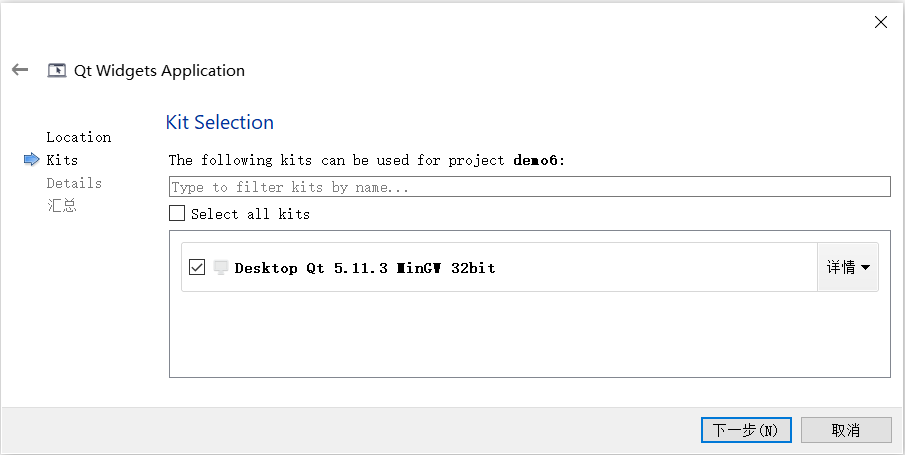 Qt Widgets Application
Location
Kits
Details
汇总
Kit Selection
The following kits can be used for project demo6:
Type to filter kits by name...
Select all kits
Desktop Qt 5.11.3 MinGW 32bit
详情
下一步(N)
取消